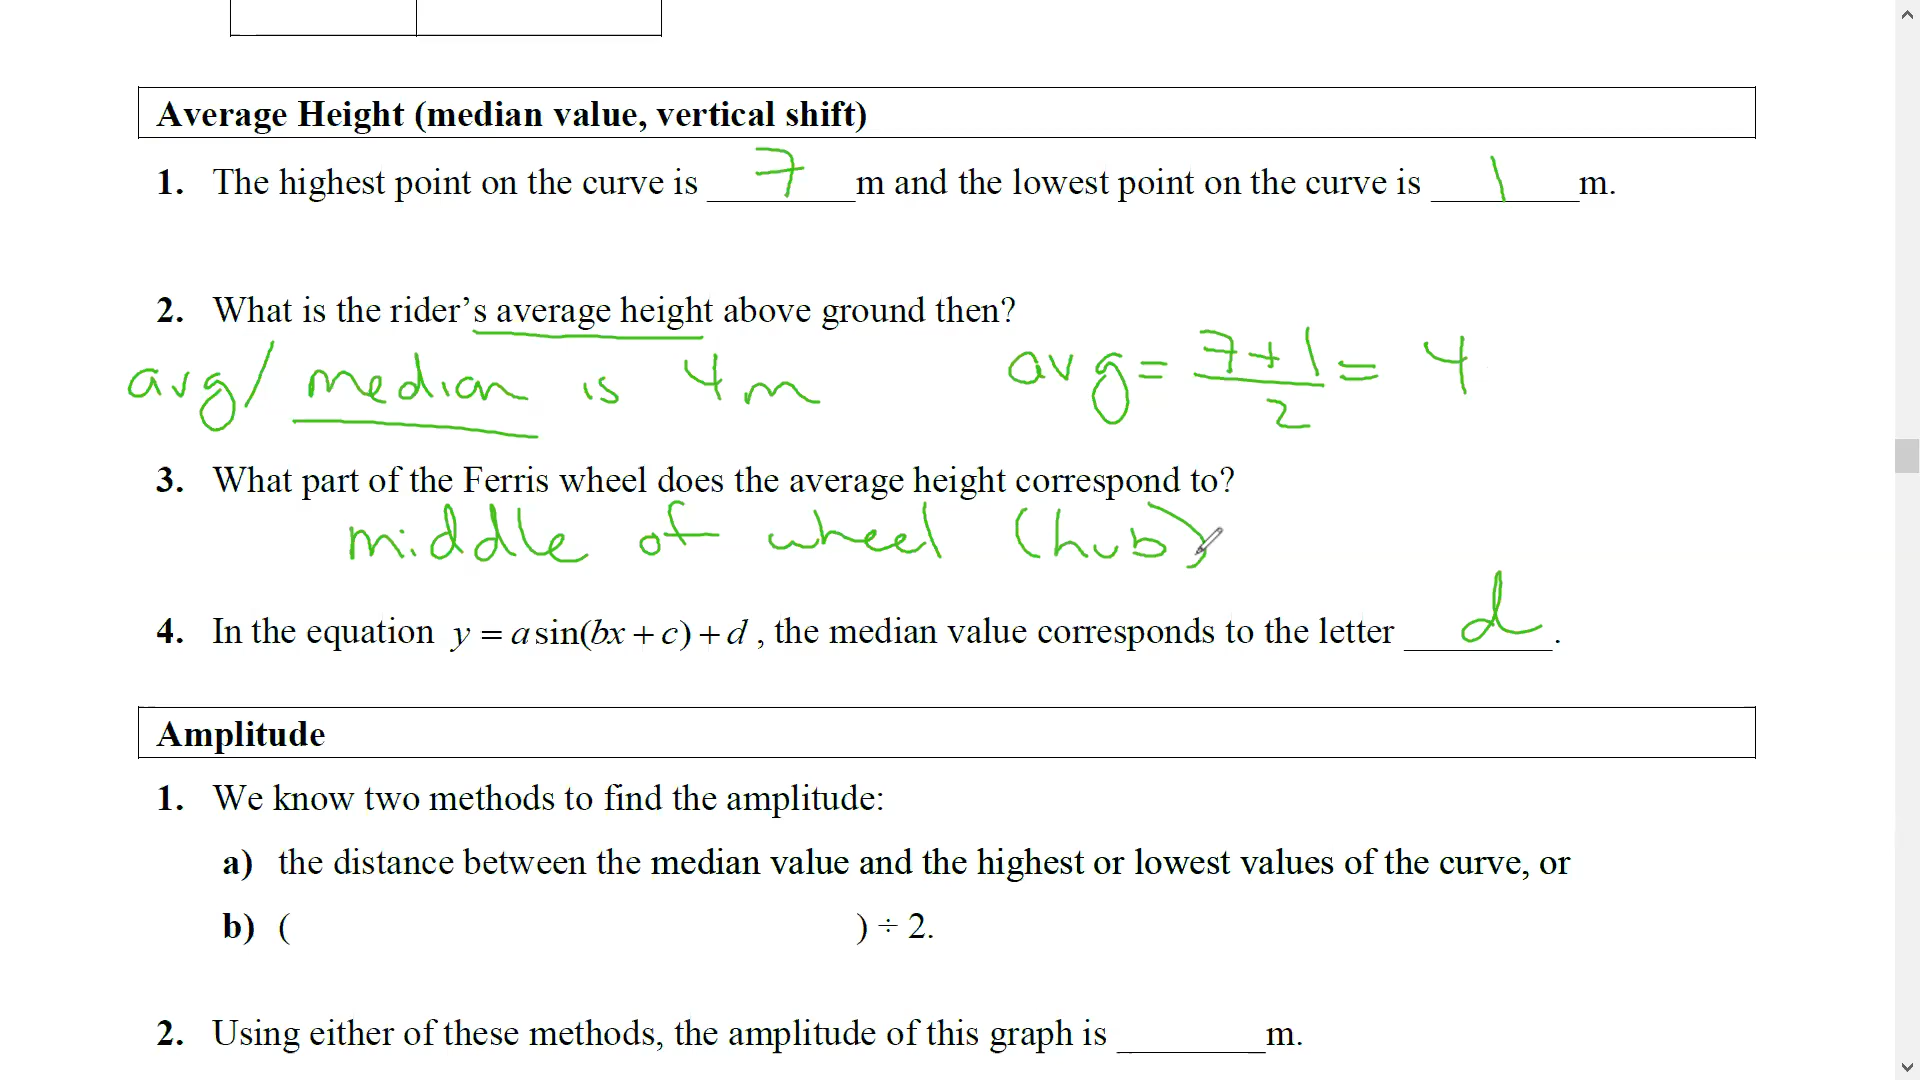 Average Height (median value, vertical shift)
1. The highest point on the curve is 7 m and the lowest point on the curve is 1 m.
2. What is the rider's average height above ground then?
avg/ median is 4m avg = 7+1/2 = 4
3. What part of the Ferris wheel does the average height correspond to?
middle of wheel (hub)
4. In the equation y = a sin(bx + c) + d , the median value corresponds to the letter d .
Amplitude
1. We know two methods to find the amplitude:
a) the distance between the median value and the highest or lowest values of the curve, or
b) ( ) ÷ 2.
2. Using either of these methods, the amplitude of this graph is ________m.